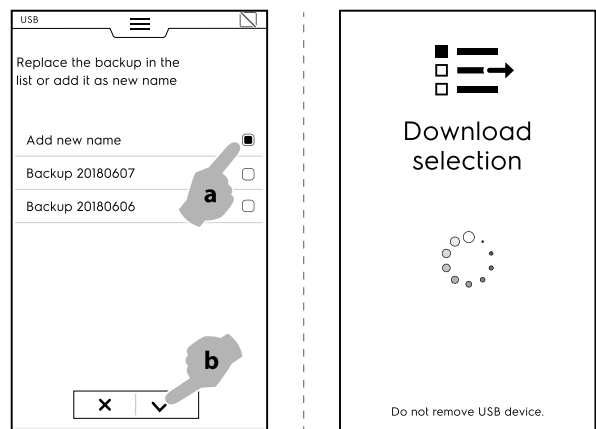 USB
Replace the backup in the
list or add it as new name
Add new name
Backup 20180607
Backup 20180606
a
b
Download
selection
Do not remove USB device.